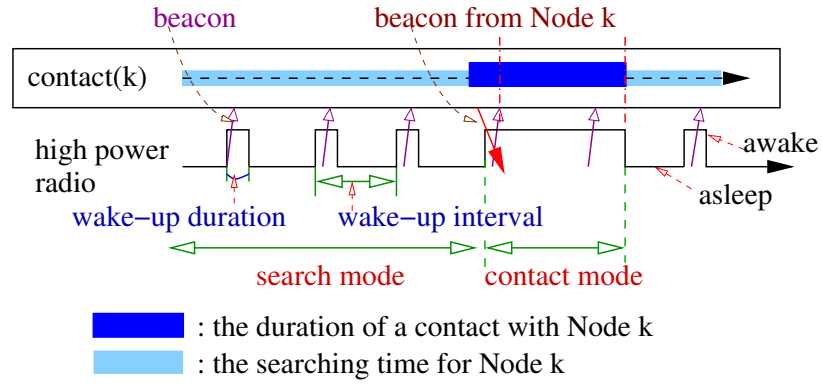 beacon
beacon from Node k
contact(k)
high power
radio
awake
asleep
wake-up duration
wake-up interval
search mode
contact mode
: the duration of a contact with Node k
: the searching time for Node k